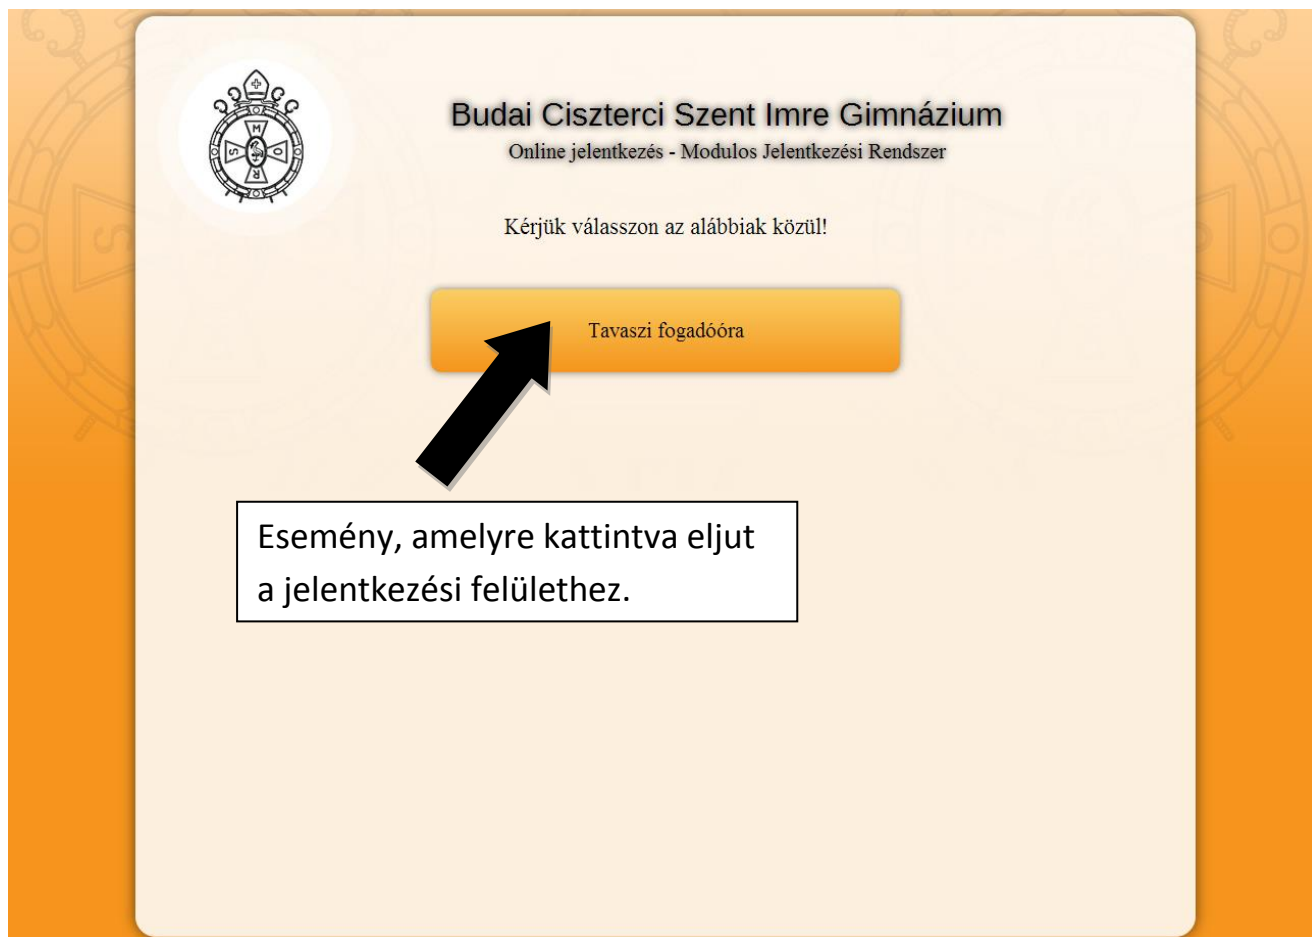 Budai Ciszterci Szent Imre Gimnázium
Online jelentkezés - Modulos Jelentkezési Rendszer
Kérjük válasszon az alábbiak közül!
Tavaszi fogadóóra
Esemény, amelyre kattintva eljut
a jelentkezési felülethez.